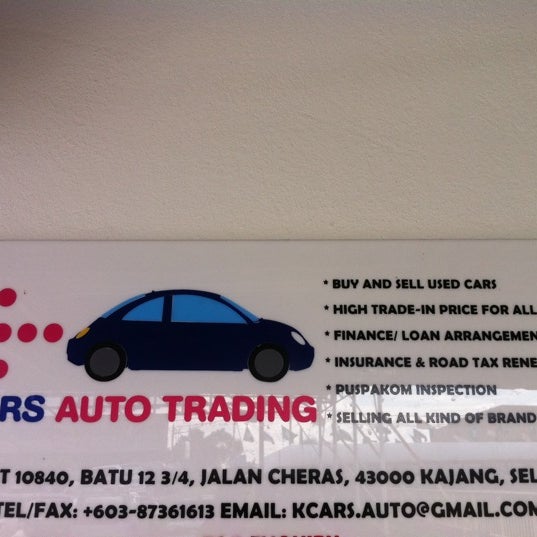 * BUY AND SELL USED CARS
* HIGH TRADE-IN PRICE FOR ALL
* FINANCE/ LOAN ARRANGEMEN
* INSURANCE & ROAD TAX RENE
* PUSPAKOM INSPECTION
* SELLING ALL KIND OF BRAND
ARS AUTO TRADING
T 10840, BATU 12 3/4, JALAN CHERAS, 43000 KAJANG, SEL
TEL/FAX: +603-87361613 EMAIL: KCARS.AUTO@GMAIL.COM